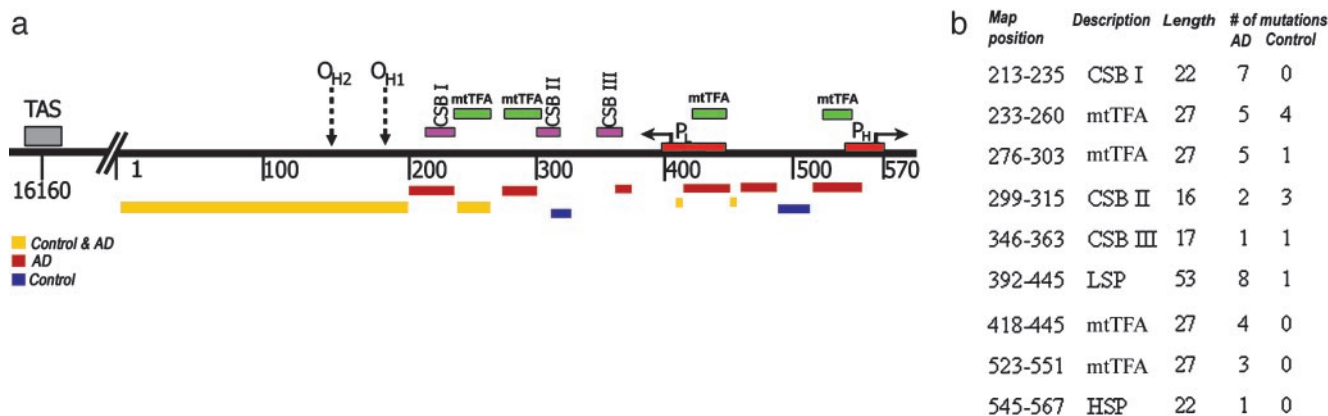 a
TAS
OH2
OH1
CSB I
mtTFA
mtTFA
CSB II
CSB III
mtTFA
mtTFA
PL
PH
16160
1
100
200
300
400
500
570
Control & AD
AD
Control
b
Map position Description Length # of mutations
AD Control
213-235 CSB I 22 7 0
233-260 mtTFA 27 5 4
276-303 mtTFA 27 5 1
299-315 CSB II 16 2 3
346-363 CSB III 17 1 1
392-445 LSP 53 8 1
418-445 mtTFA 27 4 0
523-551 mtTFA 27 3 0
545-567 HSP 22 1 0